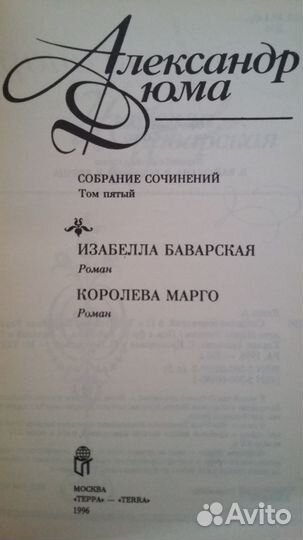 Александр
Дюма
СОБРАНИЕ СОЧИНЕНИЙ
Том пятый
ИЗАБЕЛЛА БАВАРСКАЯ
Роман
КОРОЛЕВА МАРГО
Роман
МОСКВА
«ТЕРРА» — «TERRA»
1996
Avito